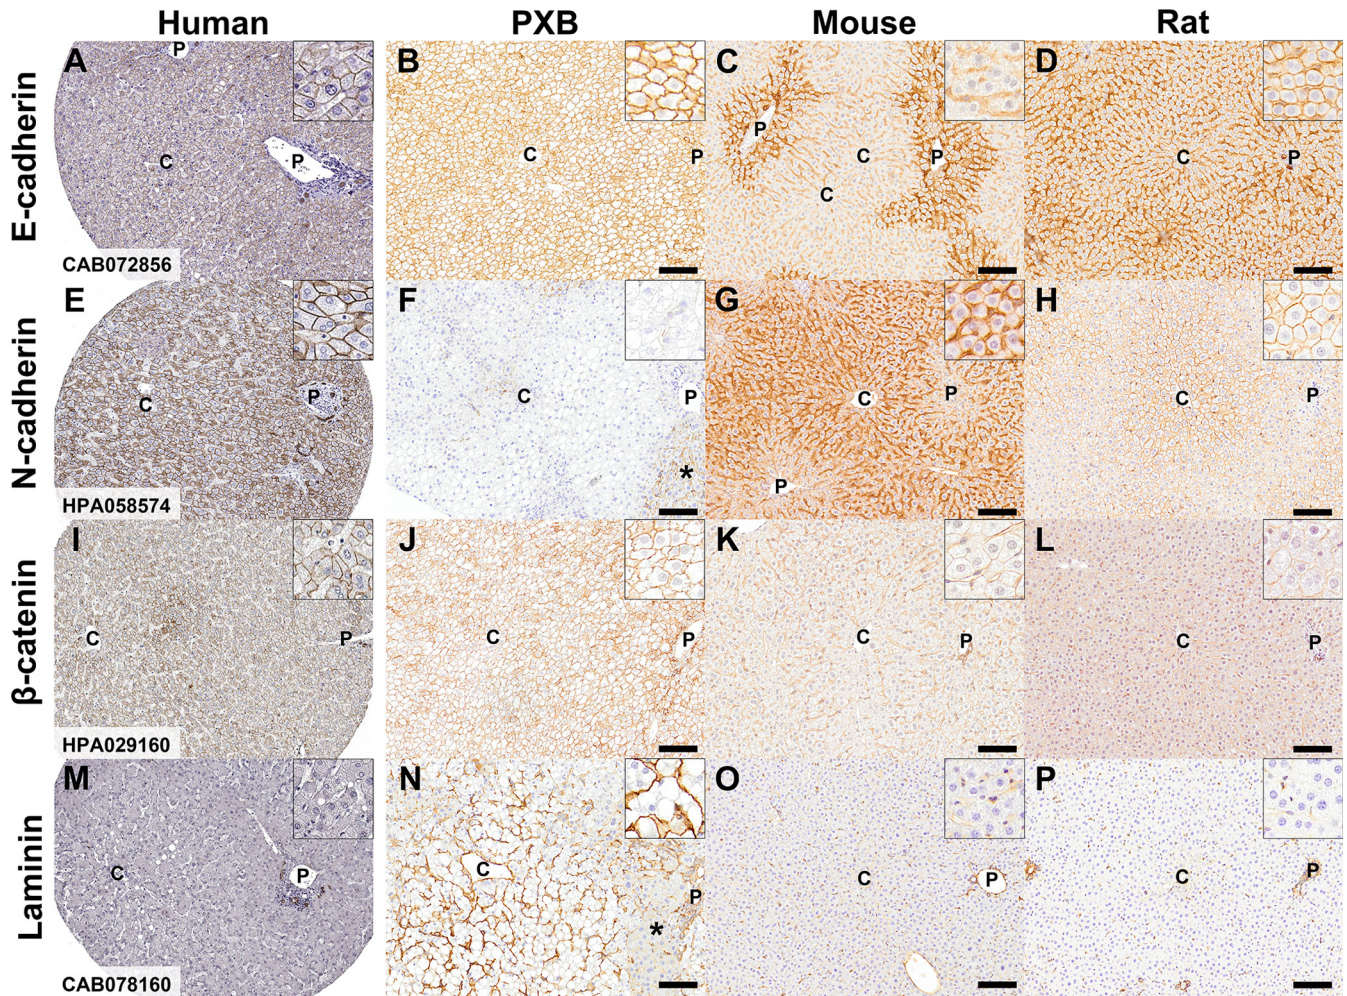 Human PXB Mouse Rat
E-cadherin
A P C P CAB072856
B C P
C P C P C
D C P
N-cadherin
E C P HPA058574
F C P *
G C P P
H C P
β-catenin
I C P HPA029160
J C P
K C P
L C P
Laminin
M C P CAB078160
N C P *
O C P
P C P